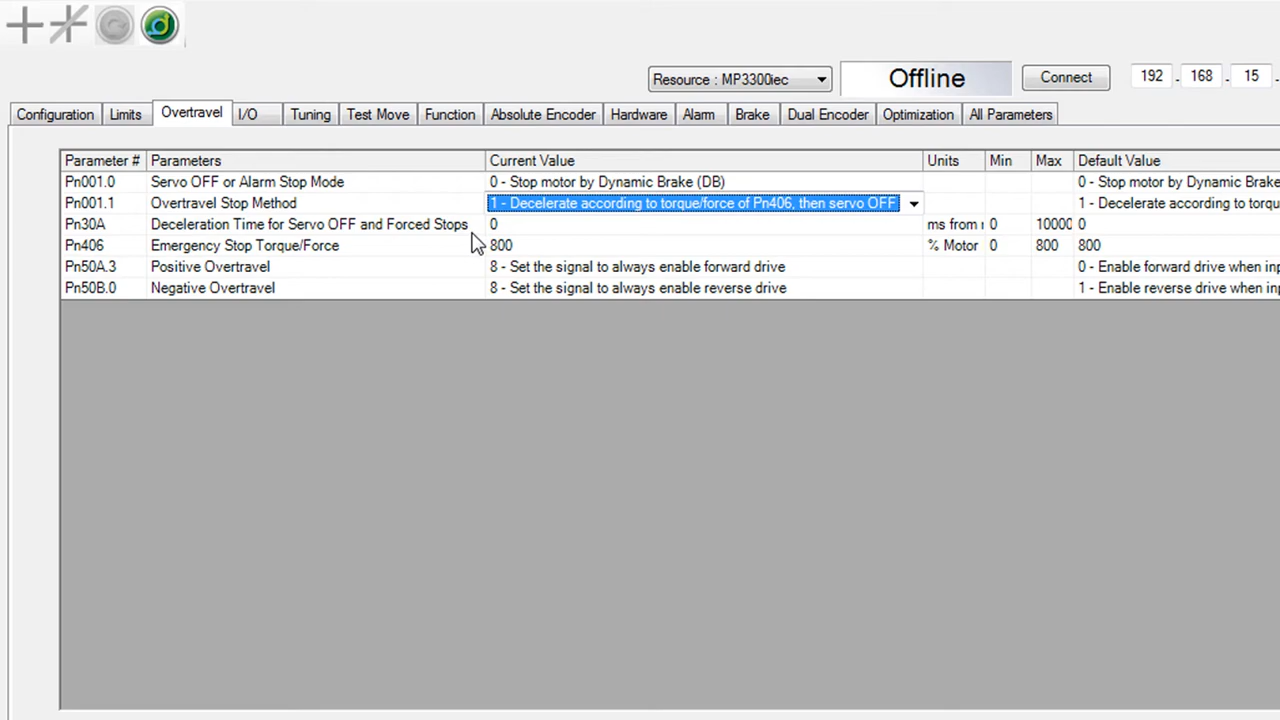 Resource : MP3300iec Offline Connect 192 . 168 . 15 .
Configuration Limits Overtravel I/O Tuning Test Move Function Absolute Encoder Hardware Alarm Brake Dual Encoder Optimization All Parameters
Parameter # Parameters Current Value Units Min Max Default Value
Pn001.0 Servo OFF or Alarm Stop Mode 0 - Stop motor by Dynamic Brake (DB) 0 - Stop motor by Dynamic Brake
Pn001.1 Overtravel Stop Method 1 - Decelerate according to torque/force of Pn406, then servo OFF 1 - Decelerate according to torqu
Pn30A Deceleration Time for Servo OFF and Forced Stops 0 ms from r 0 10000 0
Pn406 Emergency Stop Torque/Force 800 % Motor 0 800 800
Pn50A.3 Positive Overtravel 8 - Set the signal to always enable forward drive 0 - Enable forward drive when inp
Pn50B.0 Negative Overtravel 8 - Set the signal to always enable reverse drive 1 - Enable reverse drive when inp